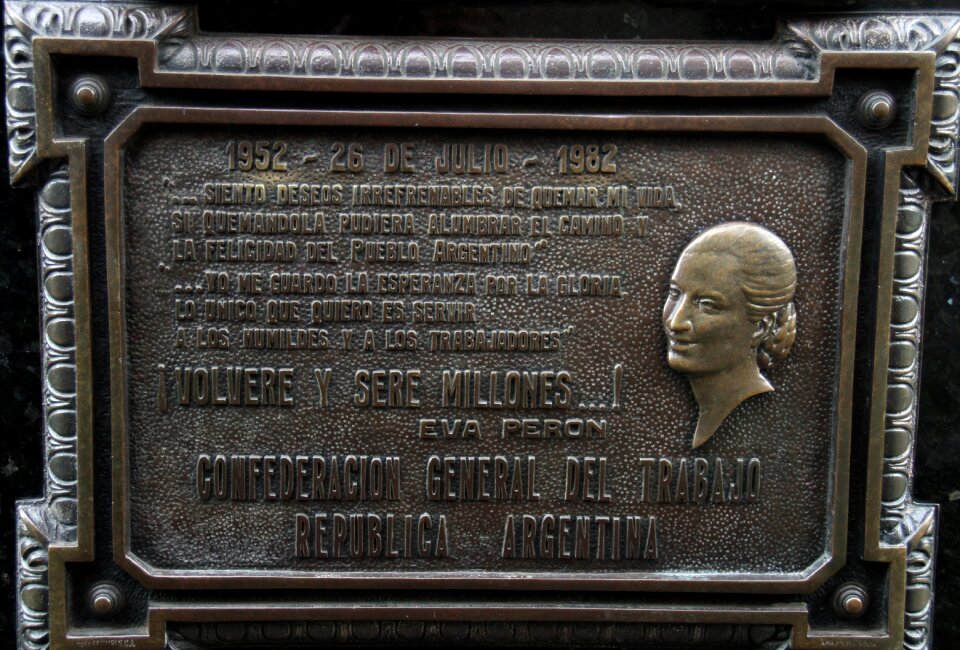 1952 - 26 DE JULIO - 1982
"... SIENTO DESEOS IRREFRENABLES DE QUEMAR MI VIDA,
SI QUEMANDOLA PUDIERA ALUMBRAR EL CAMINO Y
LA FELICIDAD DEL PUEBLO ARGENTINO"
"... YO ME GUARDO LA ESPERANZA POR LA GLORIA.
LO UNICO QUE QUIERO ES SERVIR
A LOS HUMILDES Y A LOS TRABAJADORES"
¡VOLVERE Y SERE MILLONES...!
EVA PERON
CONFEDERACION GENERAL DEL TRABAJO
REPUBLICA ARGENTINA